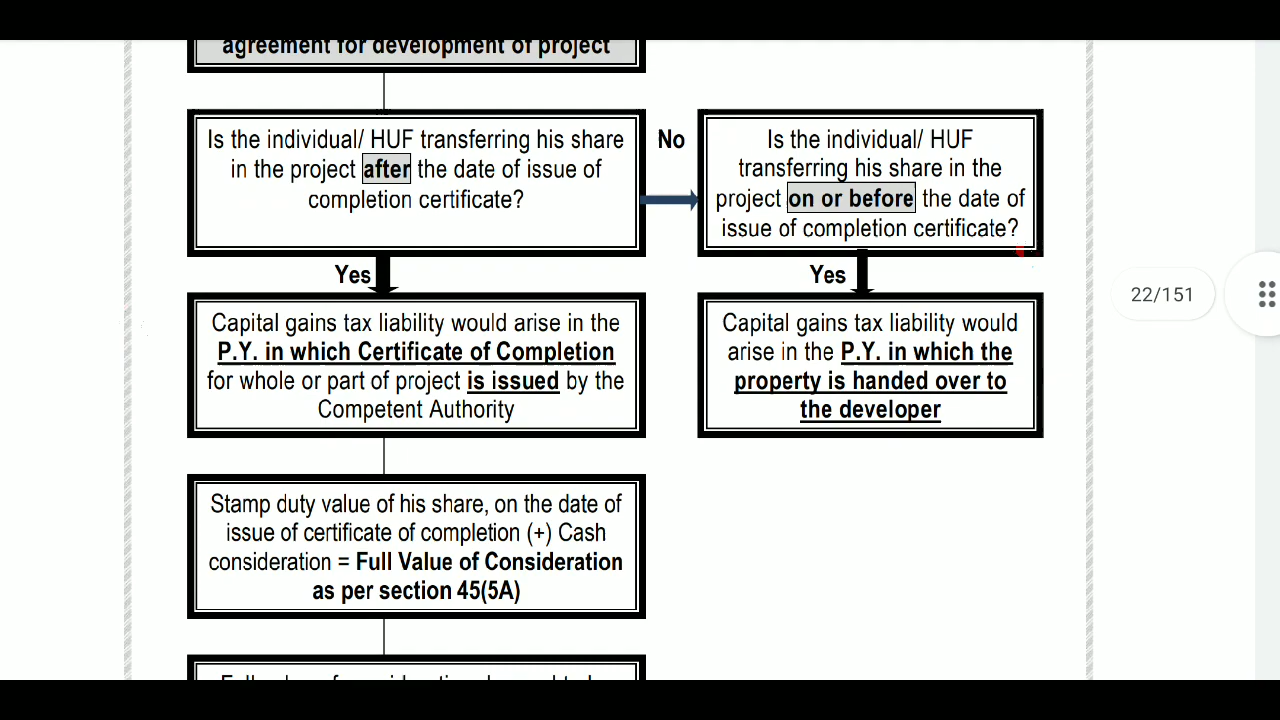 agreement for development of project
Is the individual/ HUF transferring his share
in the project after the date of issue of
completion certificate?
No
Is the individual/ HUF
transferring his share in the
project on or before the date of
issue of completion certificate?
Yes
Yes
Capital gains tax liability would arise in the
P.Y. in which Certificate of Completion
for whole or part of project is issued by the
Competent Authority
Capital gains tax liability would
arise in the P.Y. in which the
property is handed over to
the developer
22/151
Stamp duty value of his share, on the date of
issue of certificate of completion (+) Cash
consideration = Full Value of Consideration
as per section 45(5A)